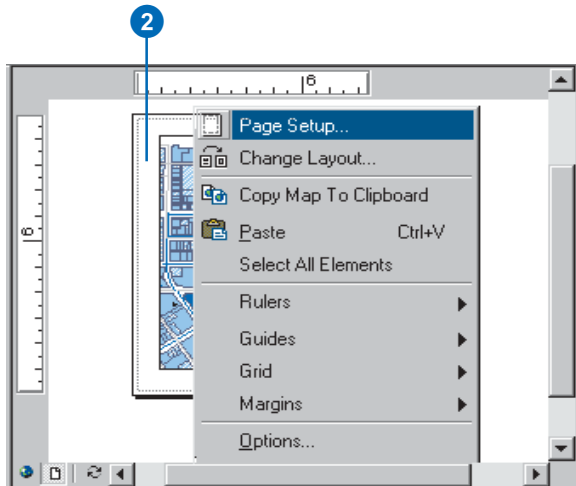 2
6
Page Setup...
Change Layout...
Copy Map To Clipboard
Paste Ctrl+V
6
Select All Elements
Rulers
Guides
Grid
Margins
Options...